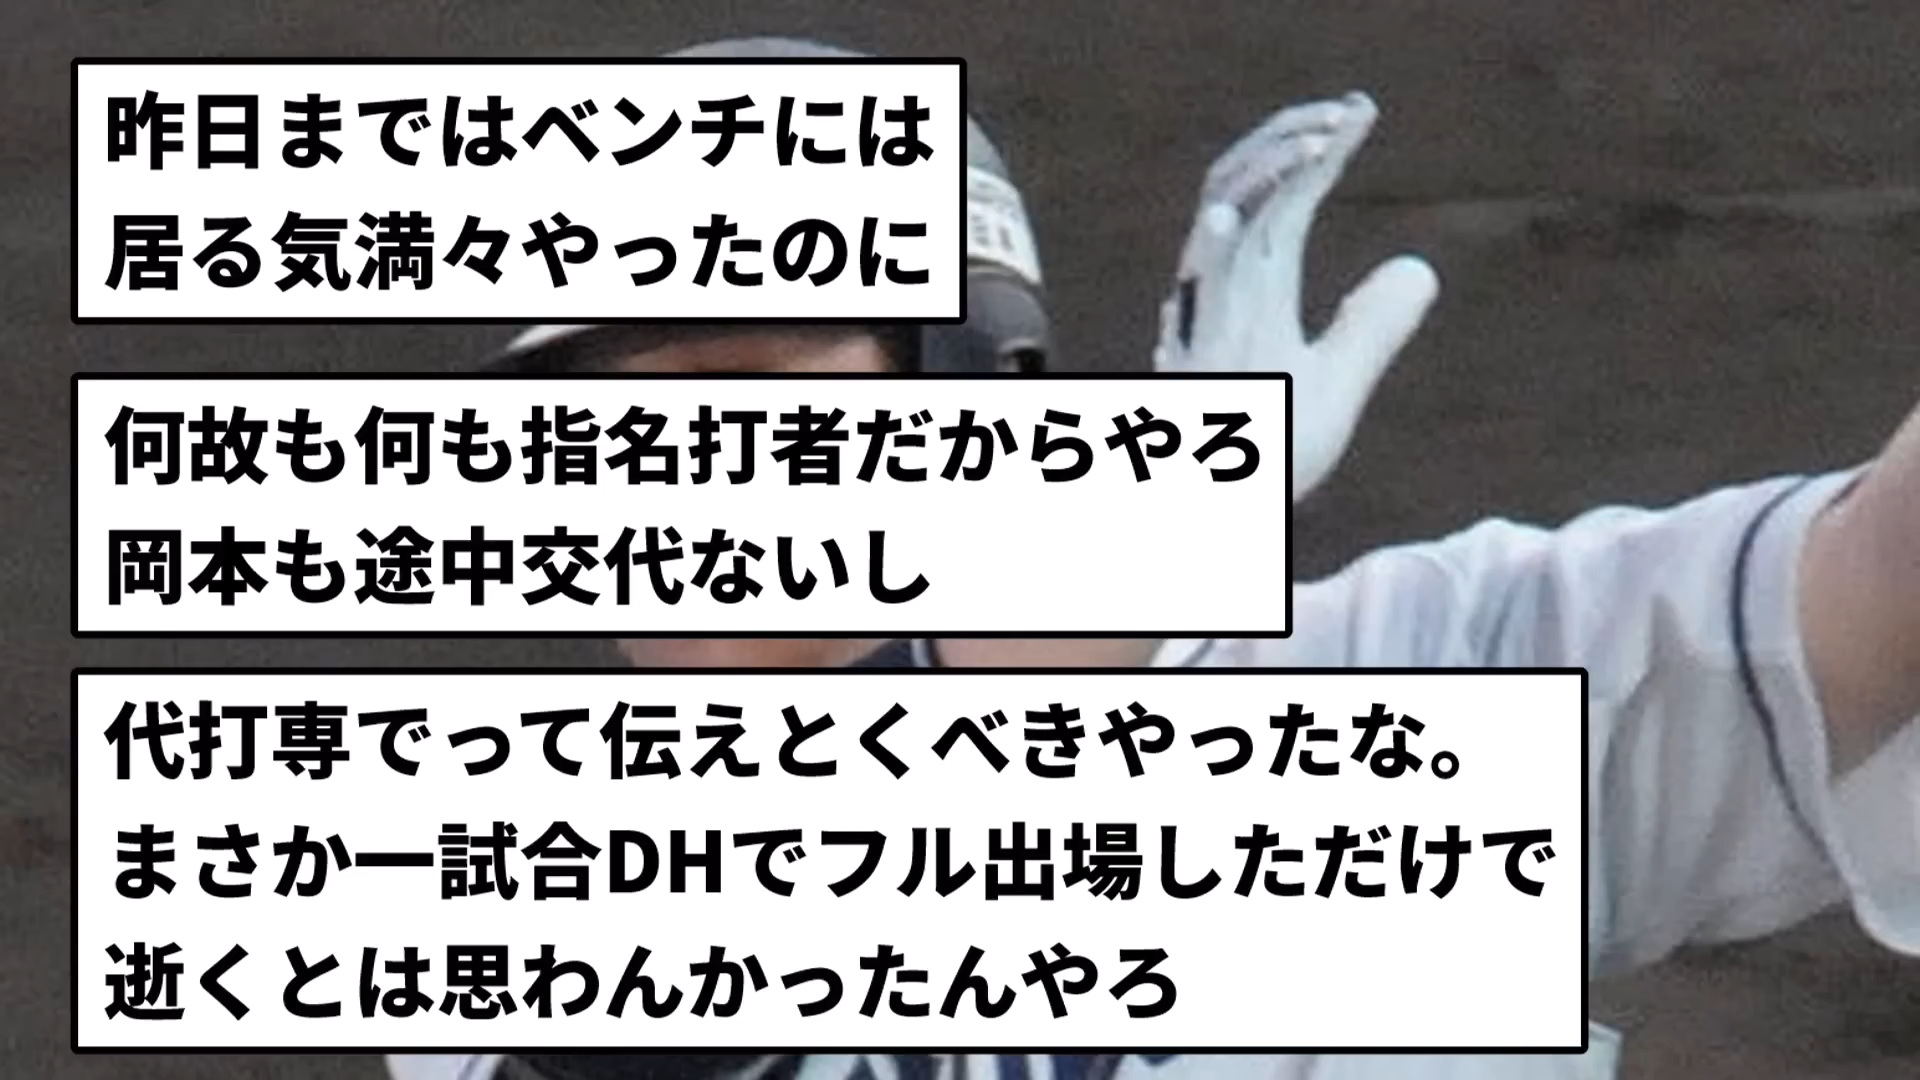 昨日まではベンチには
居る気満々やったのに
何故も何も指名打者だからやろ
岡本も途中交代ないし
代打専でって伝えとくべきやったな。
まさか一試合DHでフル出場しただけで
逝くとは思わんかったんやろ